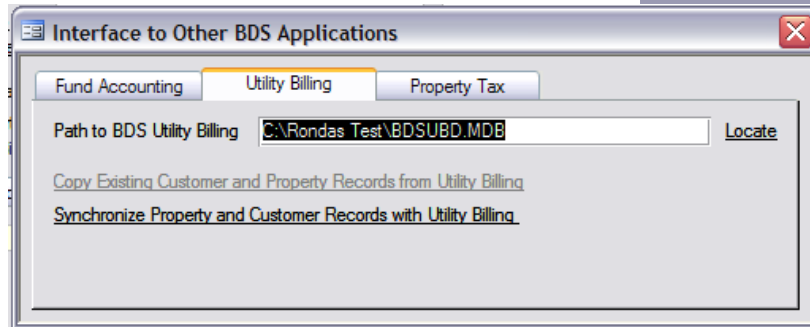 Interface to Other BDS Applications
Fund Accounting
Utility Billing
Property Tax
Path to BDS Utility Billing
C:\Rondas Test\BDSUBD.MDB
Locate
Copy Existing Customer and Property Records from Utility Billing
Synchronize Property and Customer Records with Utility Billing